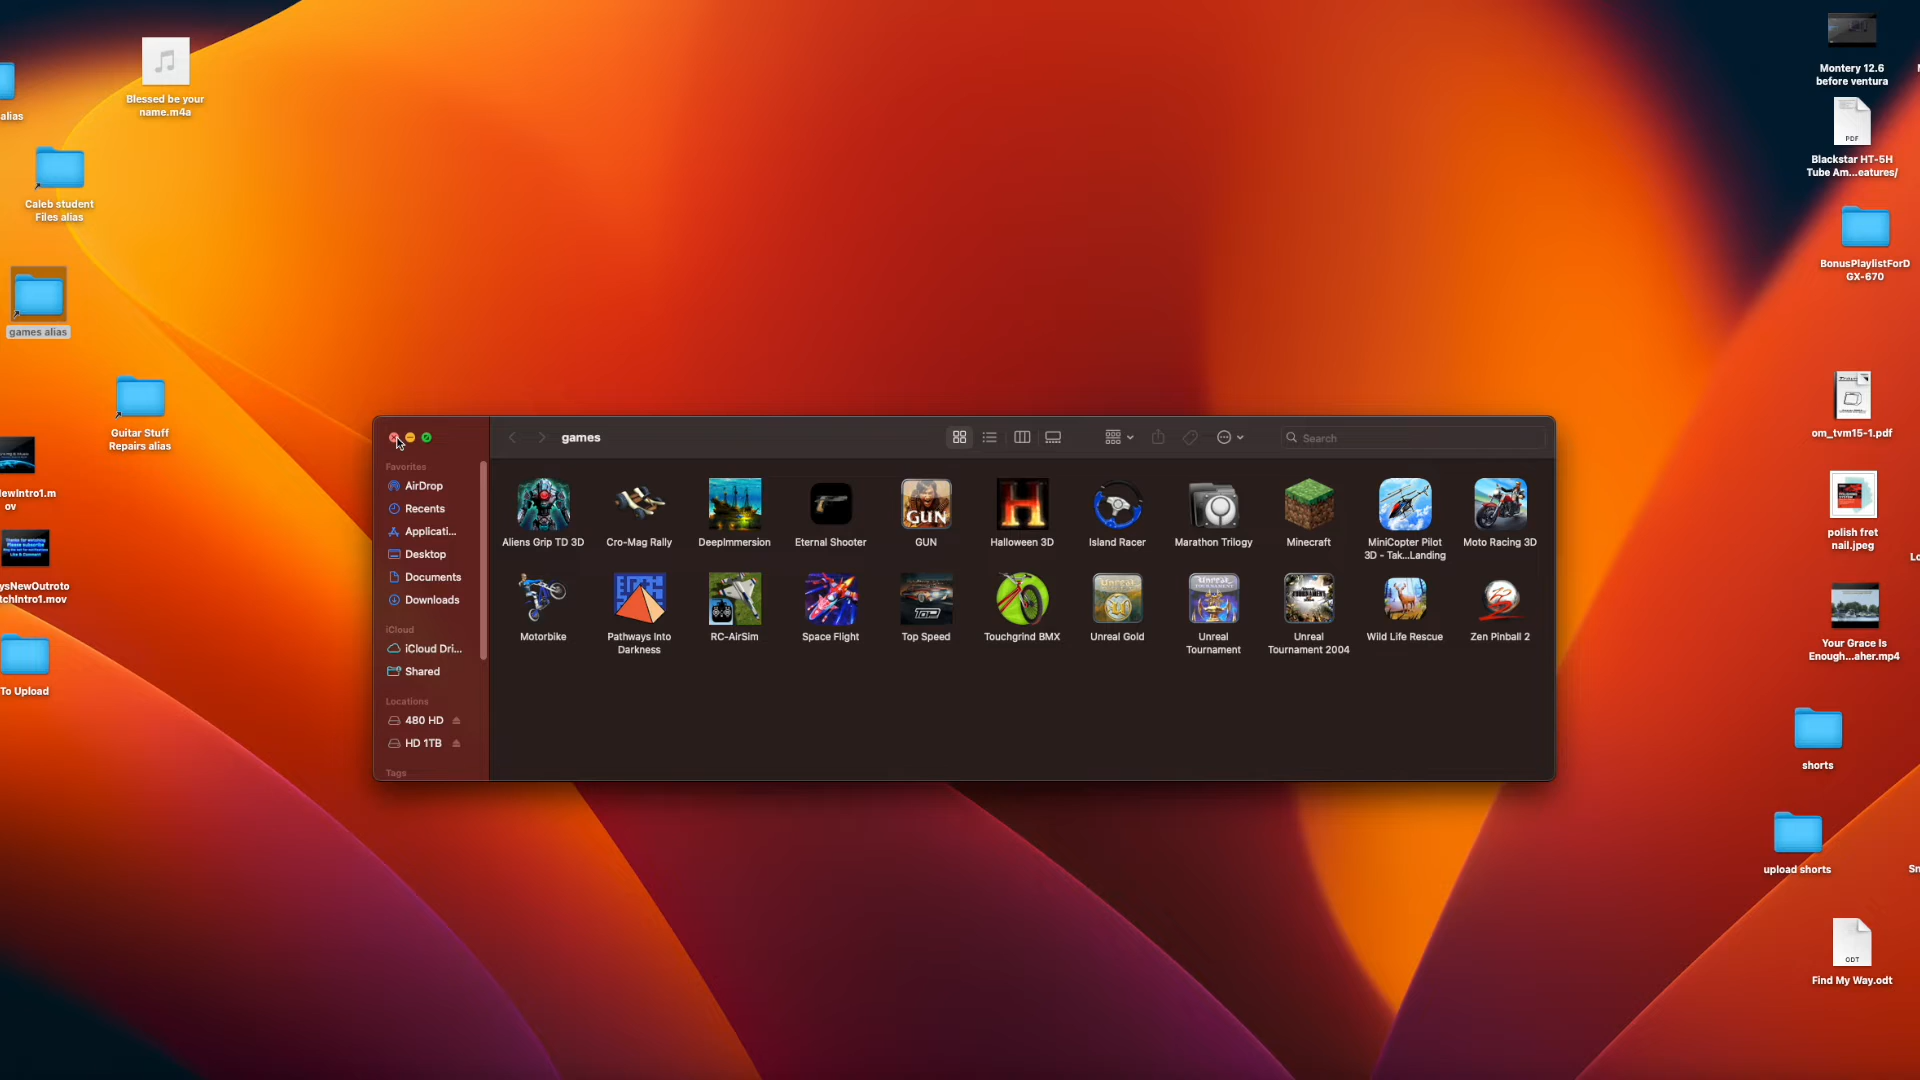 Blessed be your
name.m4a
alias
Caleb student
Files alias
games alias
Guitar Stuff
Repairs alias
ewIntro1.m
ov
ysNewOutroto
tchIntro1.mov
To Upload
games
Search
Favorites
AirDrop
Recents
Applicati...
Desktop
Documents
Downloads
iCloud
iCloud Dri...
Shared
Locations
480 HD
HD 1TB
Tags
Aliens Grip TD 3D
Cro-Mag Rally
DeepImmersion
Eternal Shooter
GUN
GUN
Halloween 3D
Island Racer
Marathon Trilogy
Minecraft
MiniCopter Pilot
3D - Tak...Landing
Moto Racing 3D
Motorbike
Pathways Into
Darkness
RC-AirSim
Space Flight
TOP
Top Speed
Touchgrind BMX
Unreal Gold
Unreal
Tournament
Unreal
Tournament 2004
Wild Life Rescue
Zen Pinball 2
Montery 12.6
before ventura
PDF
Blackstar HT-5H
Tube Am...eatures/
BonusPlaylistForD
GX-670
om_tvm15-1.pdf
polish fret
nail.jpeg
Your Grace Is
Enough...aher.mp4
shorts
upload shorts
ODT
Find My Way.odt